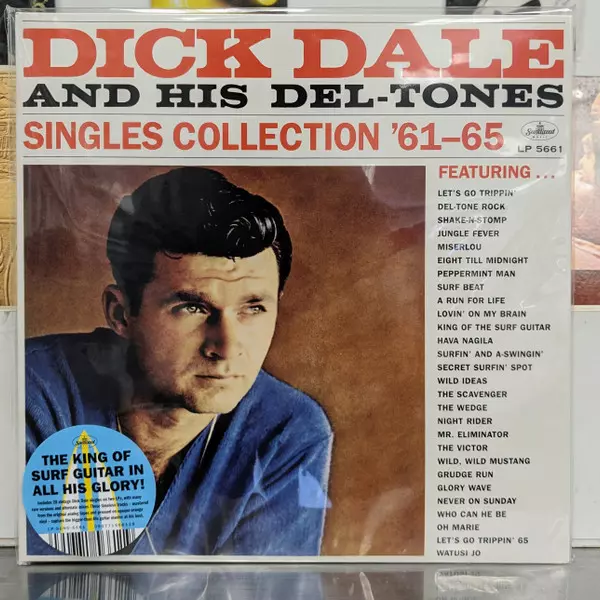 DICK DALE
AND HIS DEL-TONES
SINGLES COLLECTION '61–65
Sundazed
MUSIC
LP 5661
FEATURING...
LET'S GO TRIPPIN'
DEL-TONE ROCK
SHAKE-N-STOMP
JUNGLE FEVER
MISERLOU
EIGHT TILL MIDNIGHT
PEPPERMINT MAN
SURF BEAT
A RUN FOR LIFE
LOVIN' ON MY BRAIN
KING OF THE SURF GUITAR
HAVA NAGILA
SURFIN' AND A-SWINGIN'
SECRET SURFIN' SPOT
WILD IDEAS
THE SCAVENGER
THE WEDGE
NIGHT RIDER
MR. ELIMINATOR
THE VICTOR
WILD, WILD MUSTANG
GRUDGE RUN
GLORY WAVE
NEVER ON SUNDAY
WHO CAN HE BE
OH MARIE
LET'S GO TRIPPIN' 65
WATUSI JO
THE KING OF
SURF GUITAR IN
ALL HIS GLORY!